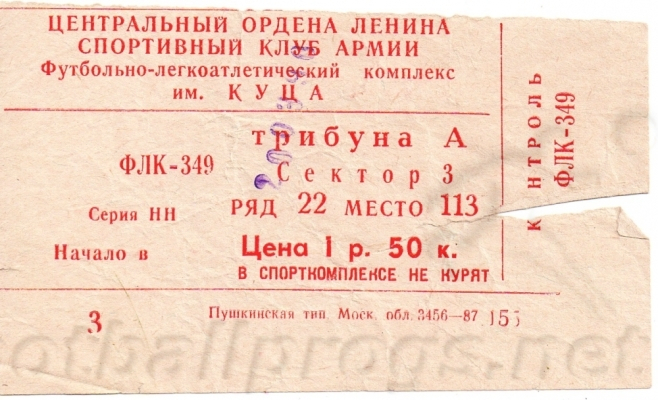 ЦЕНТРАЛЬНЫЙ ОРДЕНА ЛЕНИНА
СПОРТИВНЫЙ КЛУБ АРМИИ
Футбольно-легкоатлетический комплекс
им. КУЦА
трибуна А
ФЛК-349
Сектор 3
Серия НН
РЯД 22 МЕСТО 113
Начало в
Цена 1 р. 50 к.
В СПОРТКОМПЛЕКСЕ НЕ КУРЯТ
3
Пушкинская тип. Моск. обл. 3456—87
КОНТРОЛЬ
ФЛК-349